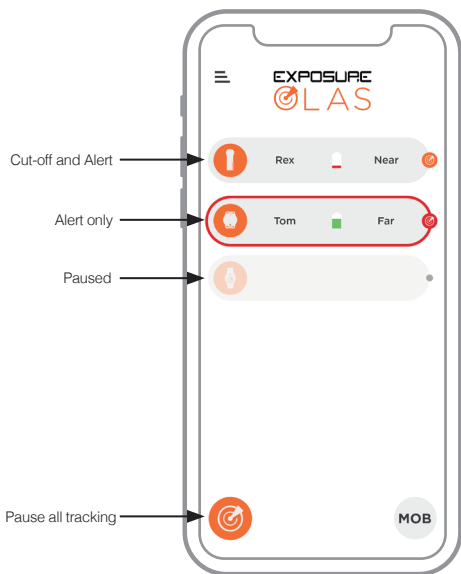 EXPOSURE
OLAS
Cut-off and Alert
Rex
Near
Alert only
Tom
Far
Paused
Pause all tracking
MOB